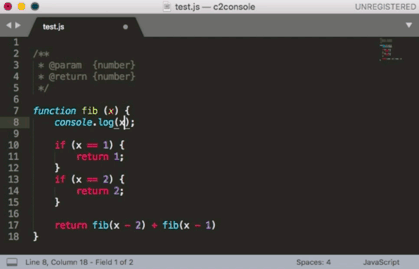 test.js — c2console
UNREGISTERED
test.js
1
2 /**
3 * @param {number}
4 * @return {number}
5 */
6
7 function fib (x) {
8 console.log(x);
9
10 if (x == 1) {
11 return 1;
12 }
13 if (x == 2) {
14 return 2;
15 }
16
17 return fib(x - 2) + fib(x - 1)
18 }
Line 8, Column 18 - Field 1 of 2
Spaces: 4
JavaScript